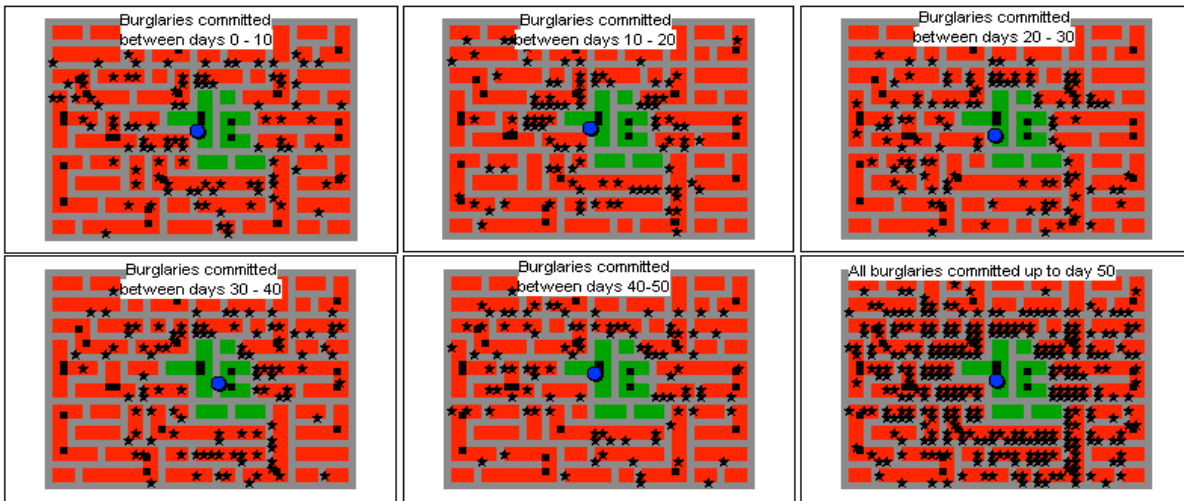 Burglaries committed
between days 0 - 10
Burglaries committed
between days 10 - 20
Burglaries committed
between days 20 - 30
Burglaries committed
between days 30 - 40
Burglaries committed
between days 40-50
All burglaries committed up to day 50